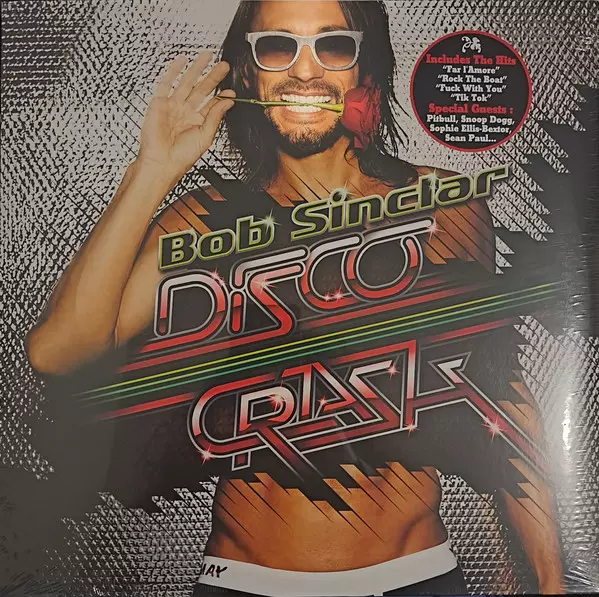 Includes The Hits
"Far l'Amore"
"Rock The Boat"
"Fuck With You"
"Tik Tok"
Special Guests :
Pitbull, Snoop Dogg,
Sophie Ellis-Bextor,
Sean Paul...
Bob Sinclar
DISCO
CRASH